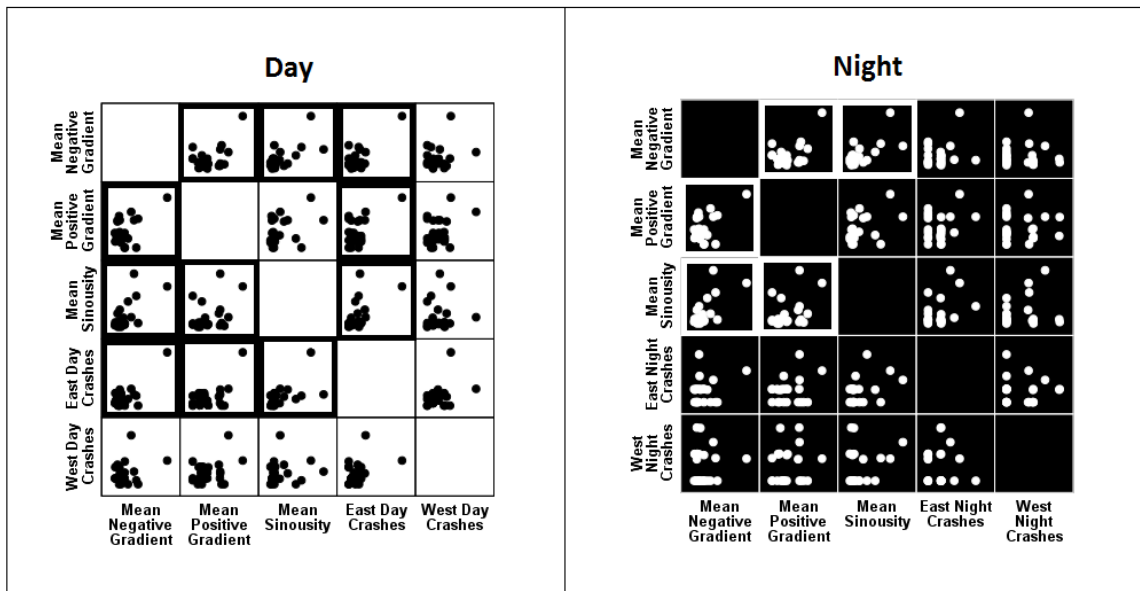 Day
Mean
Negative
Gradient
Mean
Positive
Gradient
Mean
Sinousity
East Day
Crashes
West Day
Crashes
Mean
Negative
Gradient
Mean
Positive
Gradient
Mean
Sinousity
East Day
Crashes
West Day
Crashes
Night
Mean
Negative
Gradient
Mean
Positive
Gradient
Mean
Sinousity
East Night
Crashes
West
Night
Crashes
Mean
Negative
Gradient
Mean
Positive
Gradient
Mean
Sinousity
East Night
Crashes
West
Night
Crashes